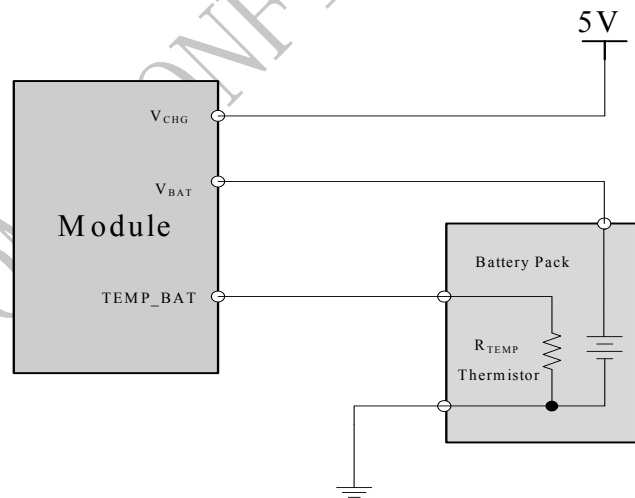 5V
VCHG
VBAT
Module
TEMP_BAT
Battery Pack
RTEMP
Thermistor